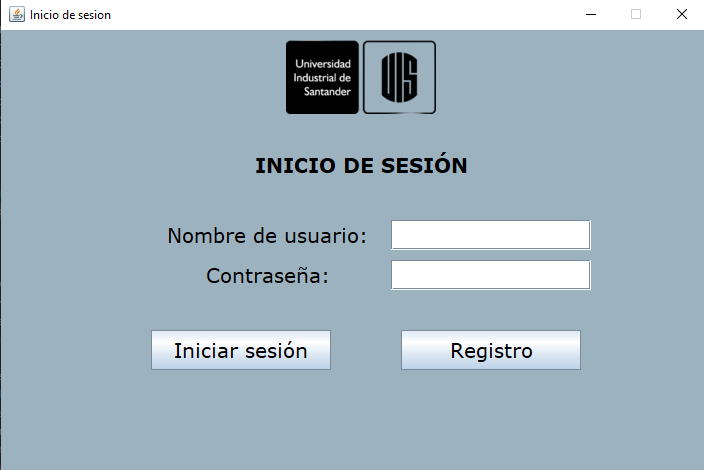 Inicio de sesion
Universidad
Industrial de
Santander
UIS
INICIO DE SESIÓN
Nombre de usuario:
Contraseña:
Iniciar sesión
Registro